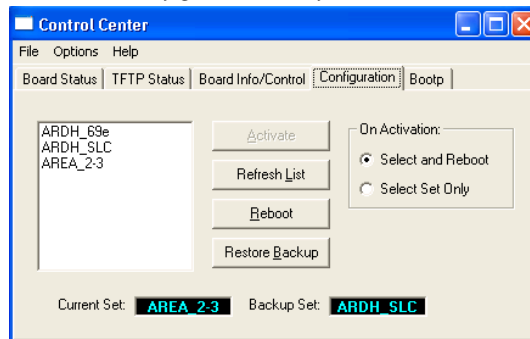 Control Center
File Options Help
Board Status TFTP Status Board Info/Control Configuration Bootp
ARDH_69e
ARDH_SLC
AREA_2-3
Activate
Refresh List
Reboot
Restore Backup
On Activation:
Select and Reboot
Select Set Only
Current Set: AREA_2-3 Backup Set: ARDH_SLC